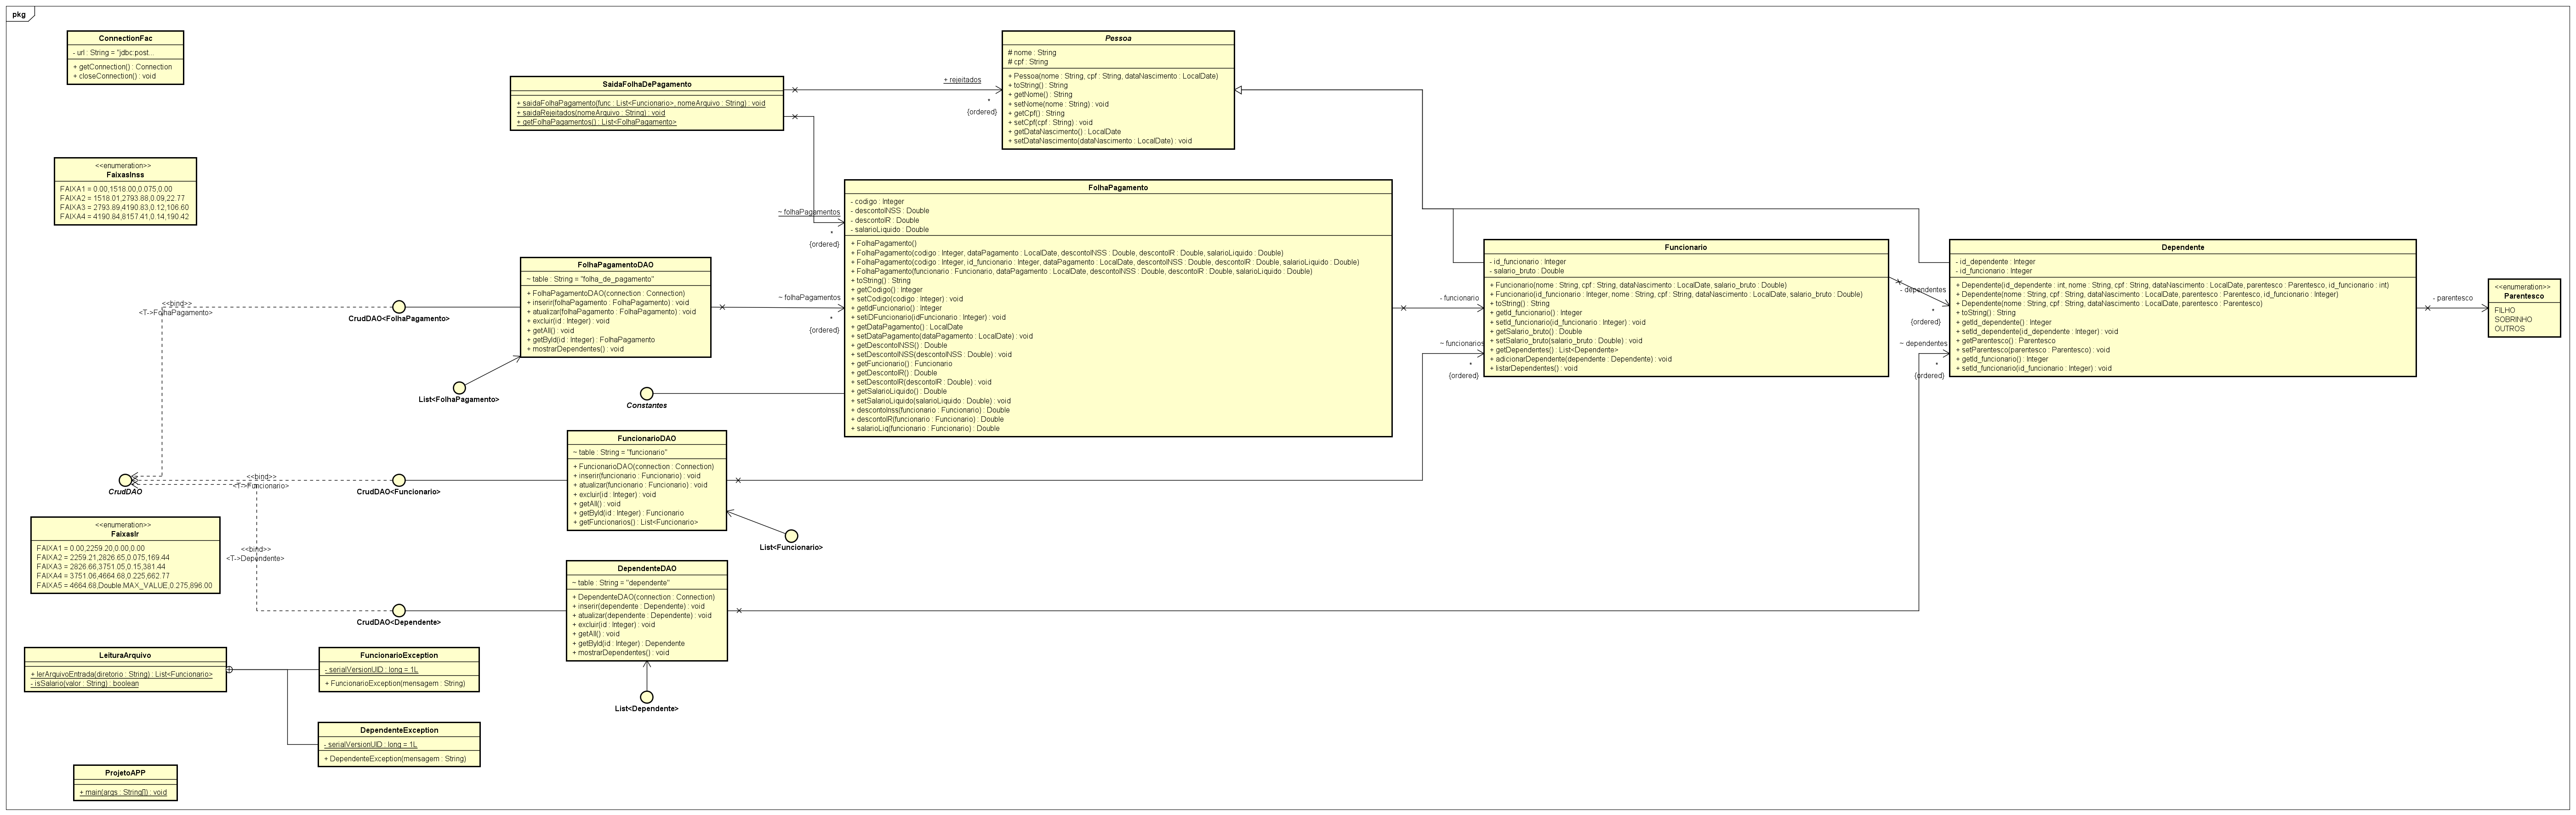 pkg
ConnectionFac
- url : String = "jdbc:post...
+ getConnection() : Connection
+ closeConnection() : void
<<enumeration>>
FaixasInss
FAIXA1 = 0.00,1518.00,0.075,0.00
FAIXA2 = 1518.01,2793.88,0.09,22.77
FAIXA3 = 2793.89,4190.83,0.12,106.60
FAIXA4 = 4190.84,8157.41,0.14,190.42
SaidaFolhaDePagamento
+ saidaFolhaPagamento(func : List<Funcionario>, nomeArquivo : String) : void
+ saidaRejeitados(nomeArquivo : String) : void
+ getFolhaPagamentos() : List<FolhaPagamento>
+ rejeitados
*
{ordered}
Pessoa
# nome : String
# cpf : String
+ Pessoa(nome : String, cpf : String, dataNascimento : LocalDate)
+ toString() : String
+ getNome() : String
+ setNome(nome : String) : void
+ getCpf() : String
+ setCpf(cpf : String) : void
+ getDataNascimento() : LocalDate
+ setDataNascimento(dataNascimento : LocalDate) : void
~ folhaPagamentos
*
{ordered}
FolhaPagamento
- codigo : Integer
- descontoINSS : Double
- descontoIR : Double
- salarioLiquido : Double
+ FolhaPagamento()
+ FolhaPagamento(codigo : Integer, dataPagamento : LocalDate, descontoINSS : Double, descontoIR : Double, salarioLiquido : Double)
+ FolhaPagamento(codigo : Integer, id_funcionario : Integer, dataPagamento : LocalDate, descontoINSS : Double, descontoIR : Double, salarioLiquido : Double)
+ FolhaPagamento(funcionario : Funcionario, dataPagamento : LocalDate, descontoINSS : Double, descontoIR : Double, salarioLiquido : Double)
+ toString() : String
+ getCodigo() : Integer
+ setCodigo(codigo : Integer) : void
+ getIdFuncionario() : Integer
+ setIDFuncionario(idFuncionario : Integer) : void
+ getDataPagamento() : LocalDate
+ setDataPagamento(dataPagamento : LocalDate) : void
+ getDescontoINSS() : Double
+ setDescontoINSS(descontoINSS : Double) : void
+ getFuncionario() : Funcionario
+ getDescontoIR() : Double
+ setDescontoIR(descontoIR : Double) : void
+ getSalarioLiquido() : Double
+ setSalarioLiquido(salarioLiquido : Double) : void
+ descontoInss(funcionario : Funcionario) : Double
+ descontoIR(funcionario : Funcionario) : Double
+ salarioLiq(funcionario : Funcionario) : Double
FolhaPagamentoDAO
~ table : String = "folha_de_pagamento"
+ FolhaPagamentoDAO(connection : Connection)
+ inserir(folhaPagamento : FolhaPagamento) : void
+ atualizar(folhaPagamento : FolhaPagamento) : void
+ excluir(id : Integer) : void
+ getAll() : void
+ getById(id : Integer) : FolhaPagamento
+ mostrarDependentes() : void
~ folhaPagamentos
*
{ordered}
<<bind>>
<T->FolhaPagamento>
CrudDAO<FolhaPagamento>
List<FolhaPagamento>
Constantes
- funcionario
~ funcionarios
*
{ordered}
Funcionario
- id_funcionario : Integer
- salario_bruto : Double
+ Funcionario(nome : String, cpf : String, dataNascimento : LocalDate, salario_bruto : Double)
+ Funcionario(id_funcionario : Integer, nome : String, cpf : String, dataNascimento : LocalDate, salario_bruto : Double)
+ toString() : String
+ getId_funcionario() : Integer
+ setId_funcionario(id_funcionario : Integer) : void
+ getSalario_bruto() : Double
+ setSalario_bruto(salario_bruto : Double) : void
+ getDependentes() : List<Dependente>
+ adicionarDependente(dependente : Dependente) : void
+ listarDependentes() : void
- dependentes
*
{ordered}
~ dependentes
*
{ordered}
Dependente
- id_dependente : Integer
- id_funcionario : Integer
+ Dependente(id_dependente : int, nome : String, cpf : String, dataNascimento : LocalDate, parentesco : Parentesco, id_funcionario : int)
+ Dependente(nome : String, cpf : String, dataNascimento : LocalDate, parentesco : Parentesco, id_funcionario : Integer)
+ Dependente(nome : String, cpf : String, dataNascimento : LocalDate, parentesco : Parentesco)
+ toString() : String
+ getId_dependente() : Integer
+ setId_dependente(id_dependente : Integer) : void
+ getParentesco() : Parentesco
+ setParentesco(parentesco : Parentesco) : void
+ getId_funcionario() : Integer
+ setId_funcionario(id_funcionario : Integer) : void
- parentesco
<<enumeration>>
Parentesco
FILHO
SOBRINHO
OUTROS
CrudDAO
<<bind>>
<T->Funcionario>
CrudDAO<Funcionario>
FuncionarioDAO
~ table : String = "funcionario"
+ FuncionarioDAO(connection : Connection)
+ inserir(funcionario : Funcionario) : void
+ atualizar(funcionario : Funcionario) : void
+ excluir(id : Integer) : void
+ getAll() : void
+ getById(id : Integer) : Funcionario
+ getFuncionarios() : List<Funcionario>
List<Funcionario>
<<enumeration>>
FaixasIr
FAIXA1 = 0.00,2259.20,0.00,0.00
FAIXA2 = 2259.21,2826.65,0.075,169.44
FAIXA3 = 2826.66,3751.05,0.15,381.44
FAIXA4 = 3751.06,4664.68,0.225,662.77
FAIXA5 = 4664.68,Double.MAX_VALUE,0.275,896.00
<<bind>>
<T->Dependente>
CrudDAO<Dependente>
DependenteDAO
~ table : String = "dependente"
+ DependenteDAO(connection : Connection)
+ inserir(dependente : Dependente) : void
+ atualizar(dependente : Dependente) : void
+ excluir(id : Integer) : void
+ getAll() : void
+ getById(id : Integer) : Dependente
+ mostrarDependentes() : void
List<Dependente>
LeituraArquivo
+ lerArquivoEntrada(diretorio : String) : List<Funcionario>
- isSalario(valor : String) : boolean
FuncionarioException
- serialVersionUID : long = 1L
+ FuncionarioException(mensagem : String)
DependenteException
- serialVersionUID : long = 1L
+ DependenteException(mensagem : String)
ProjetoAPP
+ main(args : String[]) : void